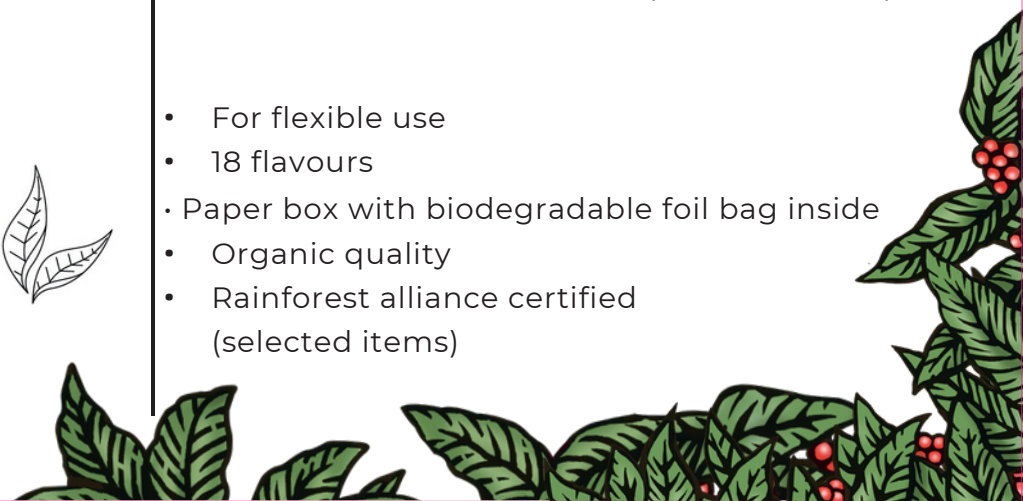 • For flexible use
• 18 flavours
• Paper box with biodegradable foil bag inside
• Organic quality
• Rainforest alliance certified
(selected items)